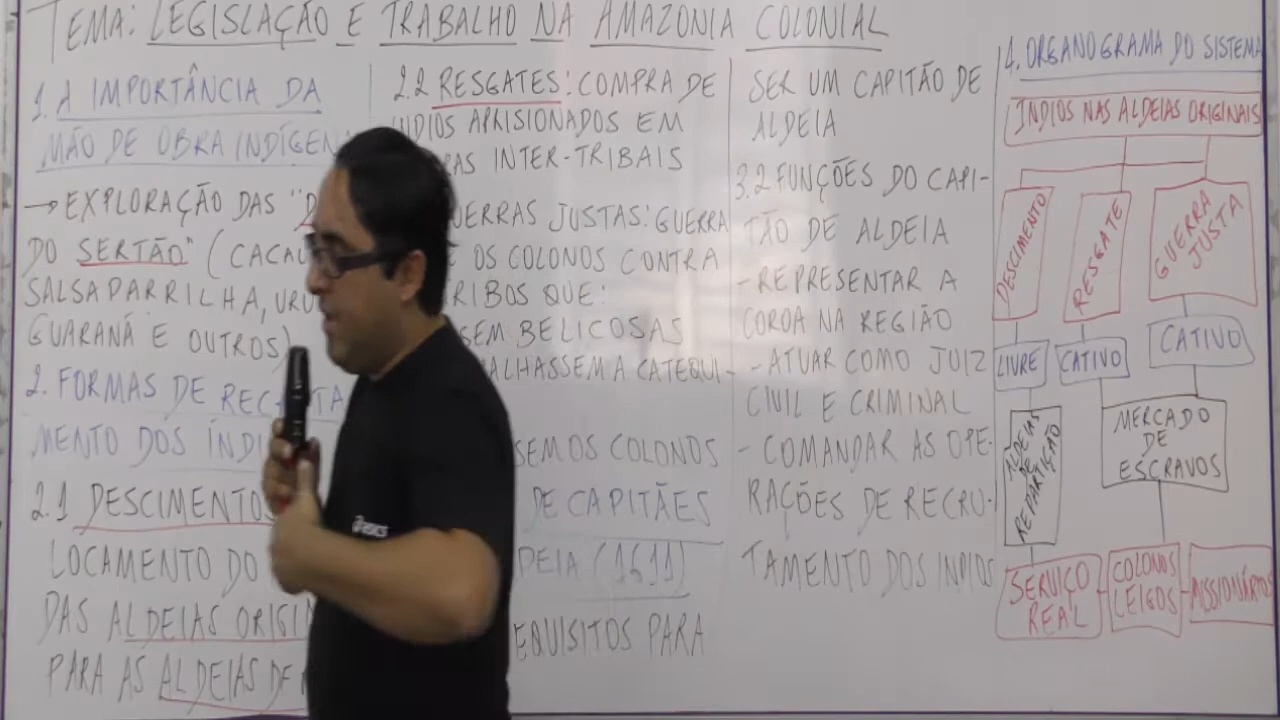 TEMA: LEGISLAÇÃO E TRABALHO NA AMAZONIA COLONIAL
1. A IMPORTÂNCIA DA
MÃO DE OBRA INDÍGEN
→ EXPLORAÇÃO DAS "D
DO SERTÃO" (CACAU
SALSAPARRILHA, URU
GUARANÁ E OUTROS)
2. FORMAS DE RECRUTA
MENTO DOS ÍNDI
2.1 DESCIMENTO
LOCAMENTO DO
DAS ALDEIAS ORIGI
PARA AS ALDEIAS DE
2.2 RESGATES: COMPRA DE
ÍNDIOS APRISIONADOS EM
RAS INTER-TRIBAIS
UERRAS JUSTAS: GUERRA
E OS COLONOS CONTRA
RIBOS QUE:
SEM BELICOSAS
ALHASSEM A CATEQUI-
SEM OS COLONOS
DE CAPITÃES
DEIA (1611)
EQUISITOS PARA
SER UM CAPITÃO DE
ALDEIA
3.2 FUNÇÕES DO CAPI-
TÃO DE ALDEIA
- REPRESENTAR A
COROA NA REGIÃO
- ATUAR COMO JUIZ
CIVIL E CRIMINAL
- COMANDAR AS OPE-
RAÇÕES DE RECRU-
TAMENTO DOS INDIOS
4. ORGANOGRAMA DO SISTEMA
ÍNDIOS NAS ALDEIAS ORIGINAIS
DESCIMENTO
RESGATE
GUERRA
JUSTA
LIVRE
CATIVO
CATIVO
ALDEIAS
DE
REPARTIÇÃO
MERCADO
DE
ESCRAVOS
SERVIÇO
REAL
COLONOS
LEIGOS
MISSIONÁRIOS
asics